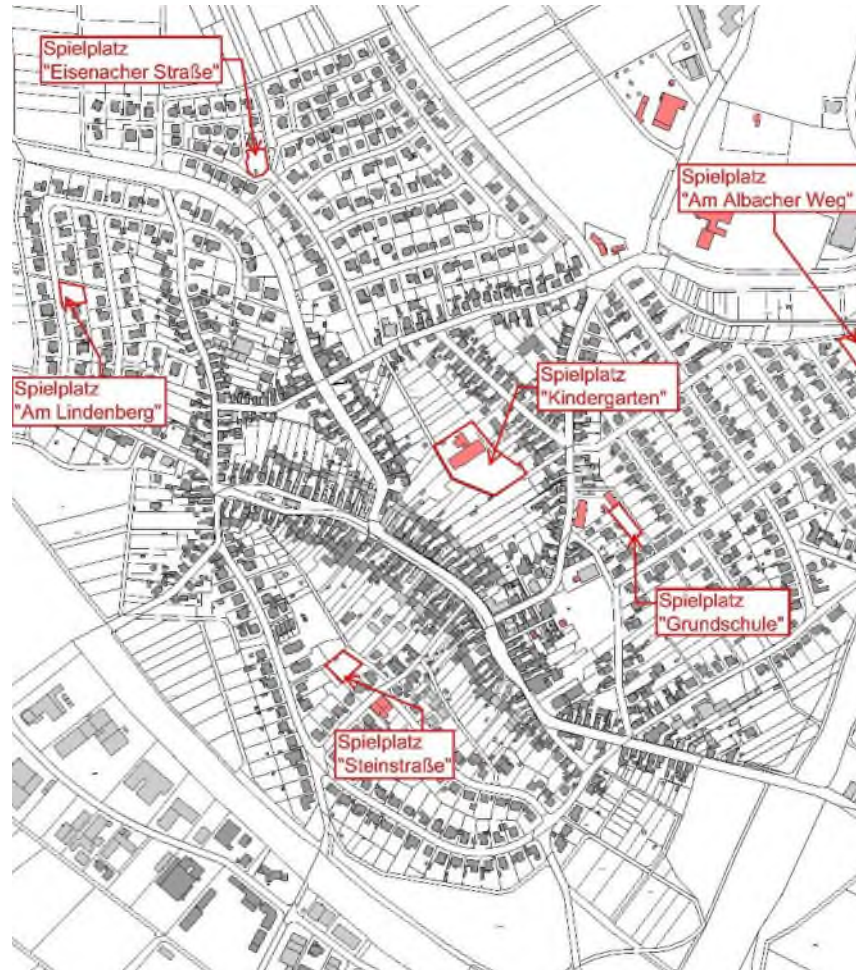 Spielplatz
"Eisenacher Straße"
Spielplatz
"Am Albacher Weg"
Spielplatz
"Am Lindenberg"
Spielplatz
"Kindergarten"
Spielplatz
"Grundschule"
Spielplatz
"Steinstraße"